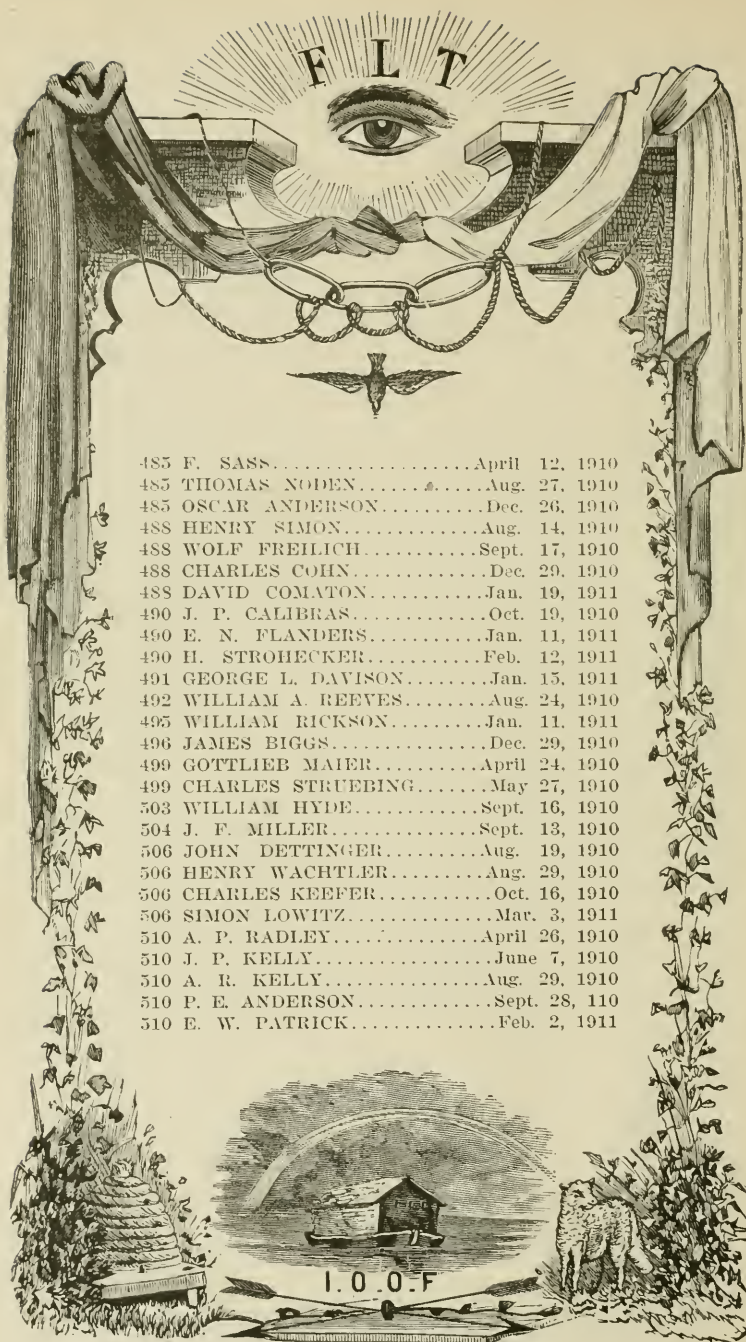 F L T
485 F. SASS....................April 12, 1910
485 THOMAS NODEN...........Aug. 27, 1910
485 OSCAR ANDERSON...........Dec. 26, 1910
488 HENRY SIMON..............Aug. 14, 1910
488 WOLF FREILICH...........Sept. 17, 1910
488 CHARLES COHN.............Dec. 29, 1910
488 DAVID COMATON............Jan. 19, 1911
490 J. P. CALIBRAS.............Oct. 19, 1910
490 E. N. FLANDERS...........Jan. 11, 1911
490 H. STROHECKER...........Feb. 12, 1911
491 GEORGE L. DAVISON.......Jan. 15, 1911
492 WILLIAM A. REEVES.......Aug. 24, 1910
495 WILLIAM RICKSON.........Jan. 11, 1911
496 JAMES BIGGS...............Dec. 29, 1910
499 GOTTLIEB MAIER..........April 24, 1910
499 CHARLES STRUEBING.......May 27, 1910
503 WILLIAM HYDE...........Sept. 16, 1910
504 J. F. MILLER.............Sept. 13, 1910
506 JOHN DETTINGER.........Aug. 19, 1910
506 HENRY WACHTLER.........Aug. 29, 1910
506 CHARLES KEEFER...........Oct. 16, 1910
506 SIMON LOWITZ.............Mar. 3, 1911
510 A. P. RADLEY..............April 26, 1910
510 J. P. KELLY...............June 7, 1910
510 A. R. KELLY...............Aug. 29, 1910
510 P. E. ANDERSON............Sept. 28, 110
510 E. W. PATRICK..............Feb. 2, 1911
I.O.O.F